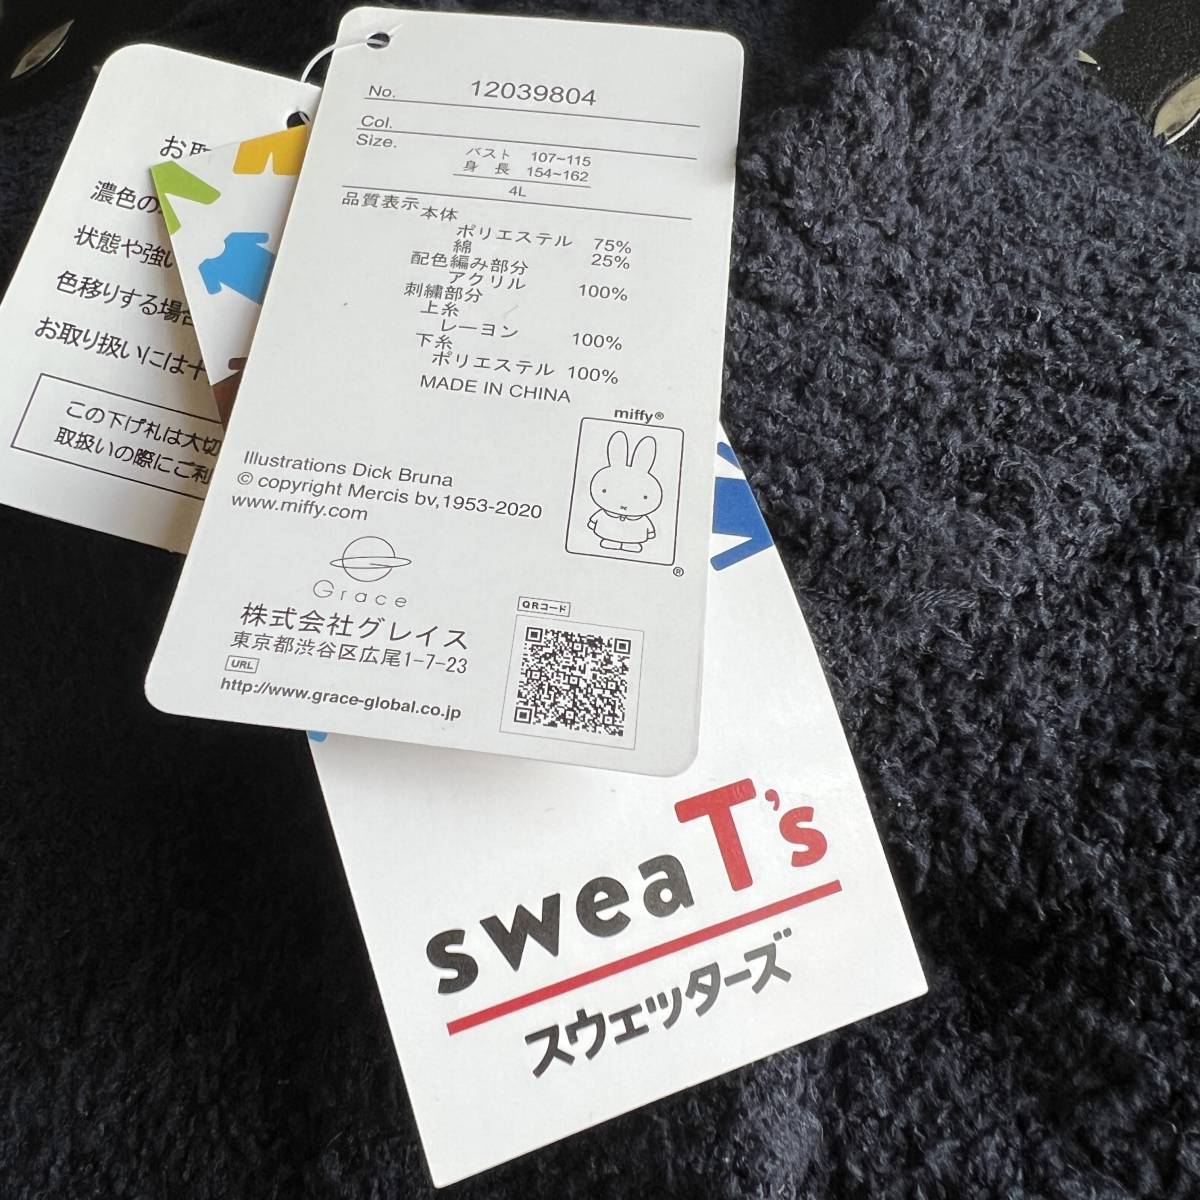 No. 12039804
Col.
Size.
バスト 107~115
身 長 154~162
4L
品質表示 本体
ポリエステル 75%
綿 25%
配色編み部分
アクリル 100%
刺繍部分
上糸
レーヨン 100%
下糸
ポリエステル 100%
MADE IN CHINA
miffy®
®
Illustrations Dick Bruna
© copyright Mercis bv,1953-2020
www.miffy.com
Grace
株式会社グレイス
東京都渋谷区広尾1-7-23
URL
http://www.grace-global.co.jp
QRコード
お取
濃色の
状態や強い
色移りする場合
お取り扱いには十
この下げ札は大切
取扱いの際にご利
sweaT's
スウェッターズ